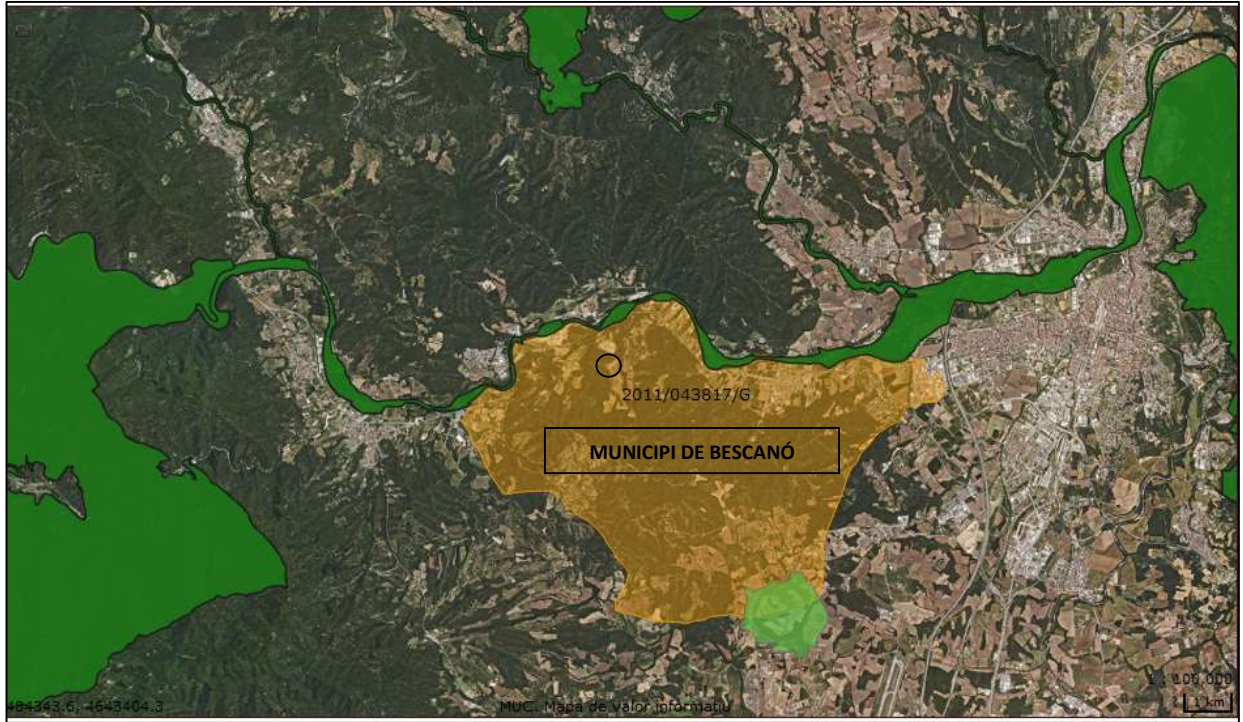 2011/043817/G
MUNICIPI DE BESCANÓ
1 : 100.000
484343.6, 4643404.3
MUC. Mapa de valor informatiu
1 km